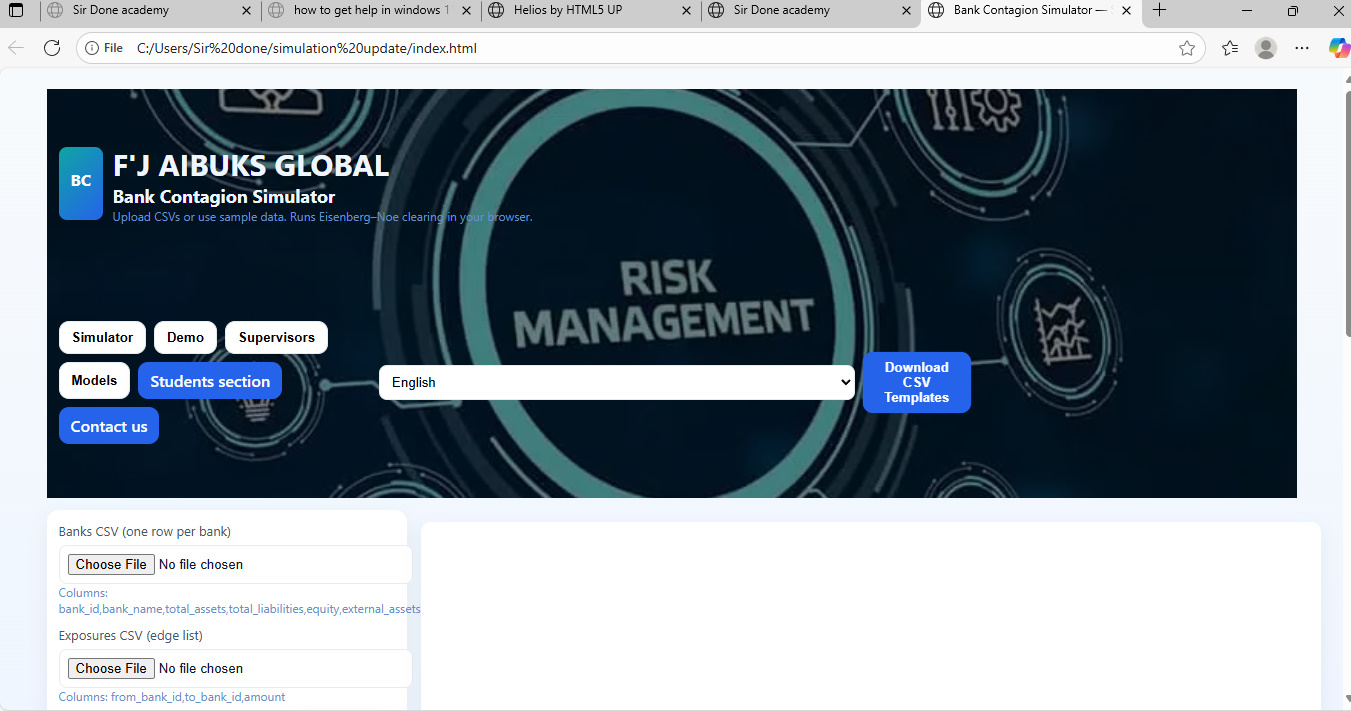 Sir Done academy
how to get help in windows 1
Helios by HTML5 UP
Sir Done academy
Bank Contagion Simulator —
File
C:/Users/Sir%20done/simulation%20update/index.html
BC
F'J AIBUKS GLOBAL
Bank Contagion Simulator
Upload CSVs or use sample data. Runs Eisenberg–Noe clearing in your browser.
RISK
MANAGEMENT
Simulator
Demo
Supervisors
Models
Students section
Contact us
English
Download
CSV
Templates
Banks CSV (one row per bank)
Choose File No file chosen
Columns:
bank_id,bank_name,total_assets,total_liabilities,equity,external_assets
Exposures CSV (edge list)
Choose File No file chosen
Columns: from_bank_id,to_bank_id,amount